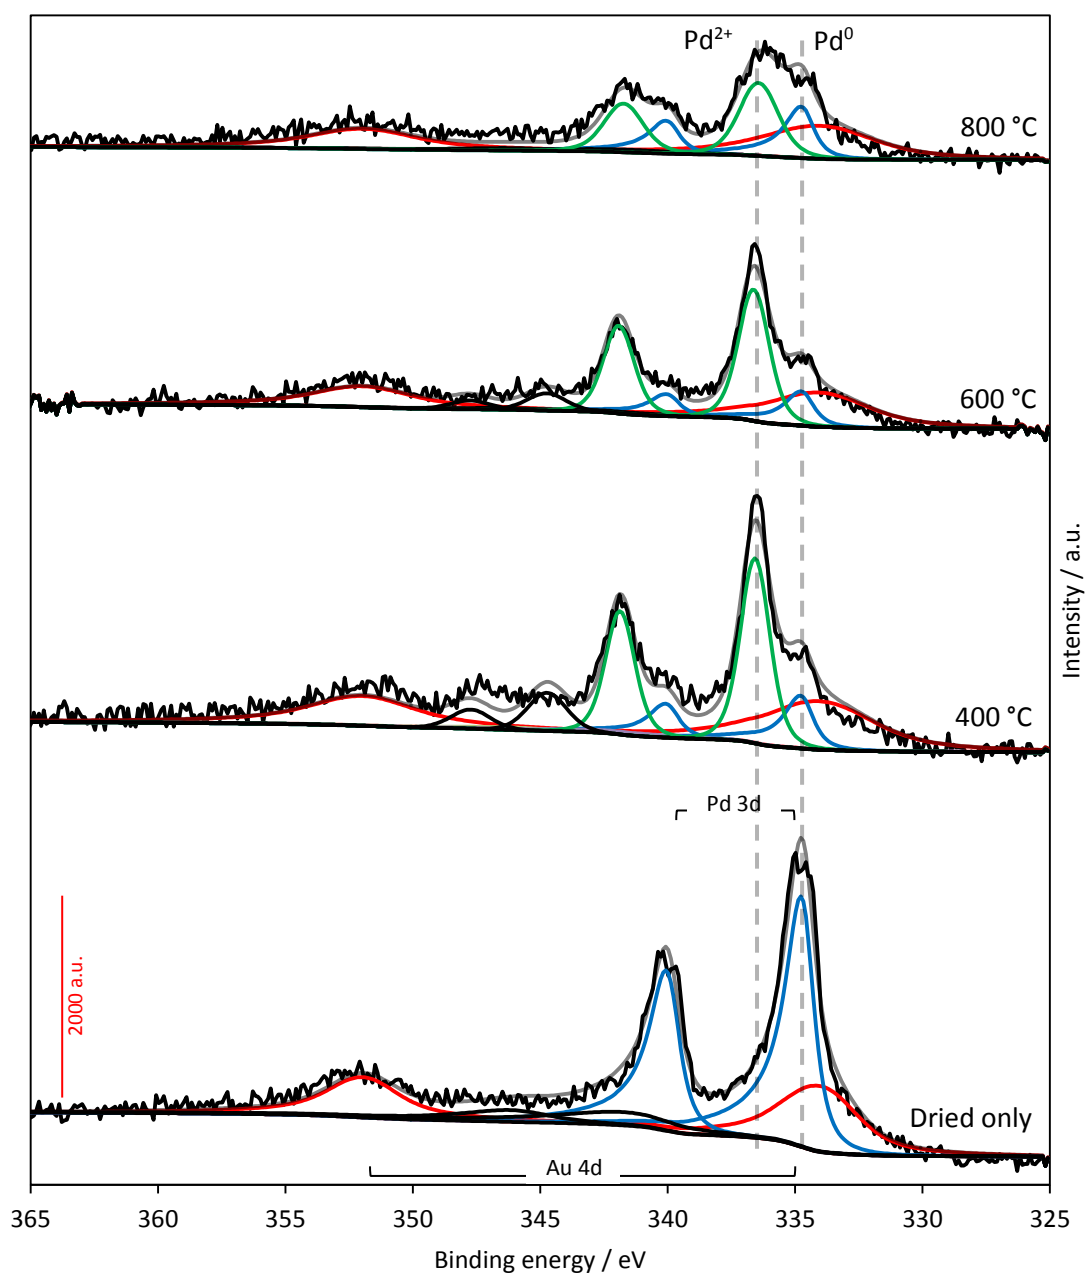 Pd²⁺ Pd⁰
800 °C
600 °C
400 °C
Pd 3d
Dried only
2000 a.u.
Au 4d
365 360 355 350 345 340 335 330 325
Binding energy / eV
Intensity / a.u.